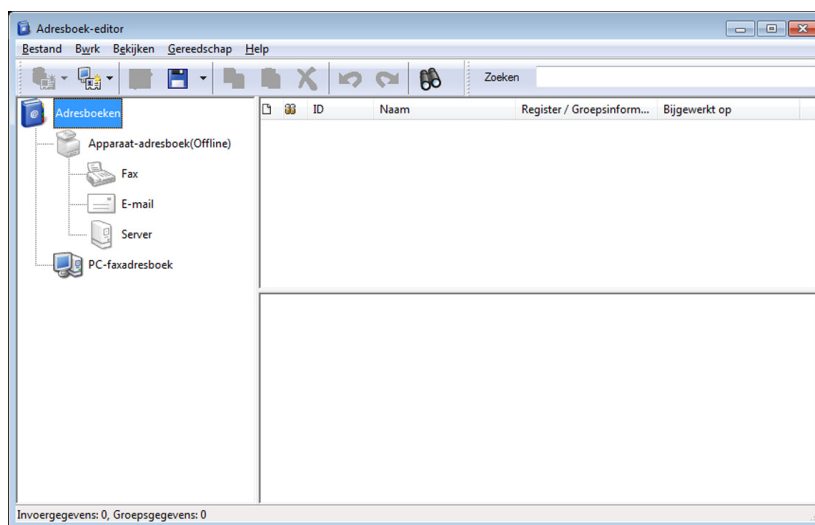 Adresboek-editor
Bestand Bwrk Bekijken Gereedschap Help
Zoeken
Adresboeken
Apparaat-adresboek(Offline)
Fax
E-mail
Server
PC-faxadresboek
ID Naam Register / Groepsinform... Bijgewerkt op
Invoergegevens: 0, Groepsgegevens: 0